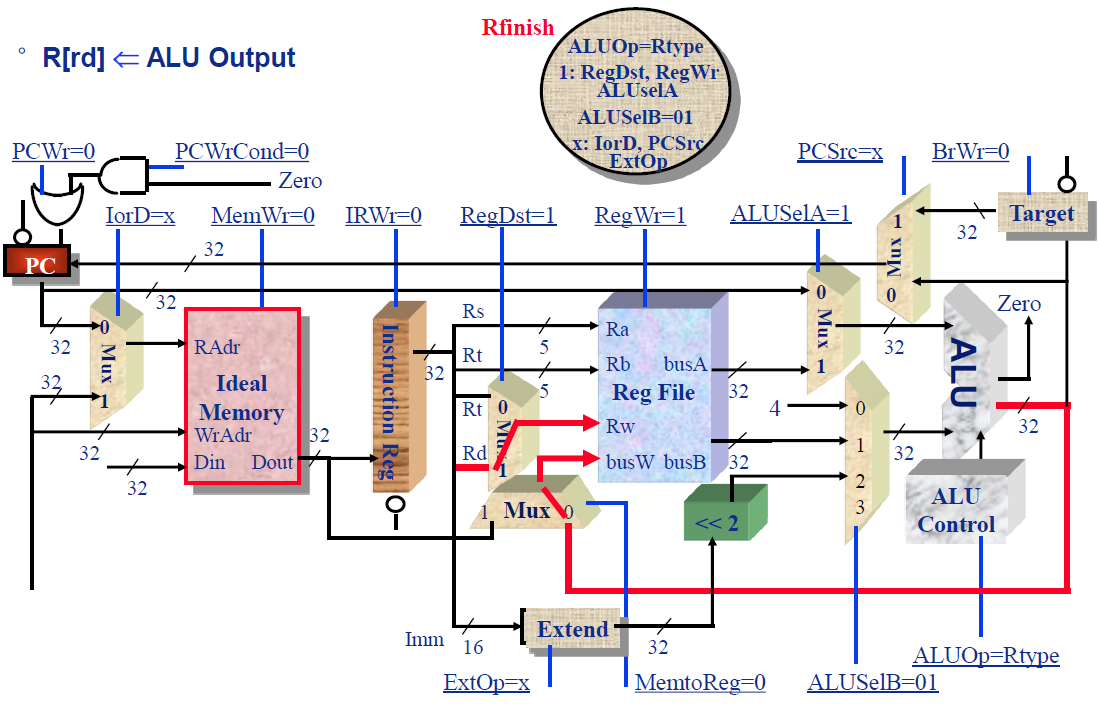 Rfinish
° R[rd] ⇐ ALU Output
ALUOp=Rtype
1: RegDst, RegWr
ALUselA
ALUSelB=01
x: IorD, PCSrc
ExtOp
PCWr=0
PCWrCond=0
Zero
PCSrc=x
BrWr=0
IorD=x
MemWr=0
IRWr=0
RegDst=1
RegWr=1
ALUSelA=1
Target
32
PC
32
32
1
Mux
0
0
Mux
1
32
32
32
32
RAdr
Ideal
Memory
WrAdr
Din
Dout
32
Instruction Reg
32
Rs
Rt
Rt
Rd
5
5
0
Mux
1
Ra
Rb
busA
Reg File
Rw
busW
busB
32
32
0
Mux
1
32
4
0
1
2
3
32
ALU
Zero
32
ALU
Control
1
Mux
0
<< 2
Imm
16
Extend
32
ExtOp=x
MemtoReg=0
ALUSelB=01
ALUOp=Rtype